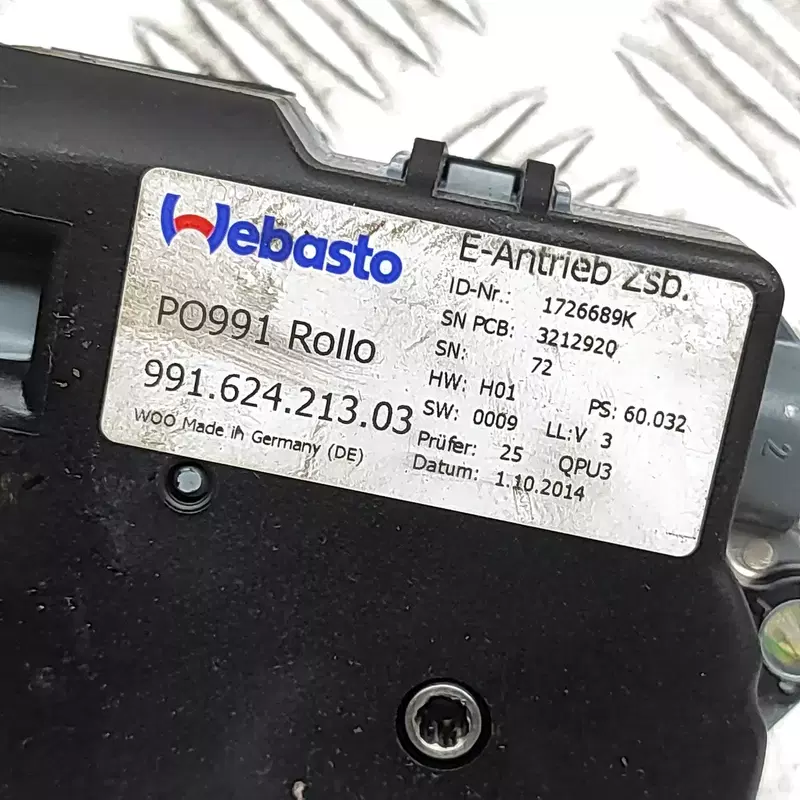 Webasto
PO991 Rollo
991.624.213.03
WOO Made in Germany (DE)
E-Antrieb Zsb.
ID-Nr.: 1726689K
SN PCB: 3212920
SN: 72
HW: H01 PS: 60.032
SW: 0009 LL:V 3
Prüfer: 25 QPU3
Datum: 1.10.2014
2